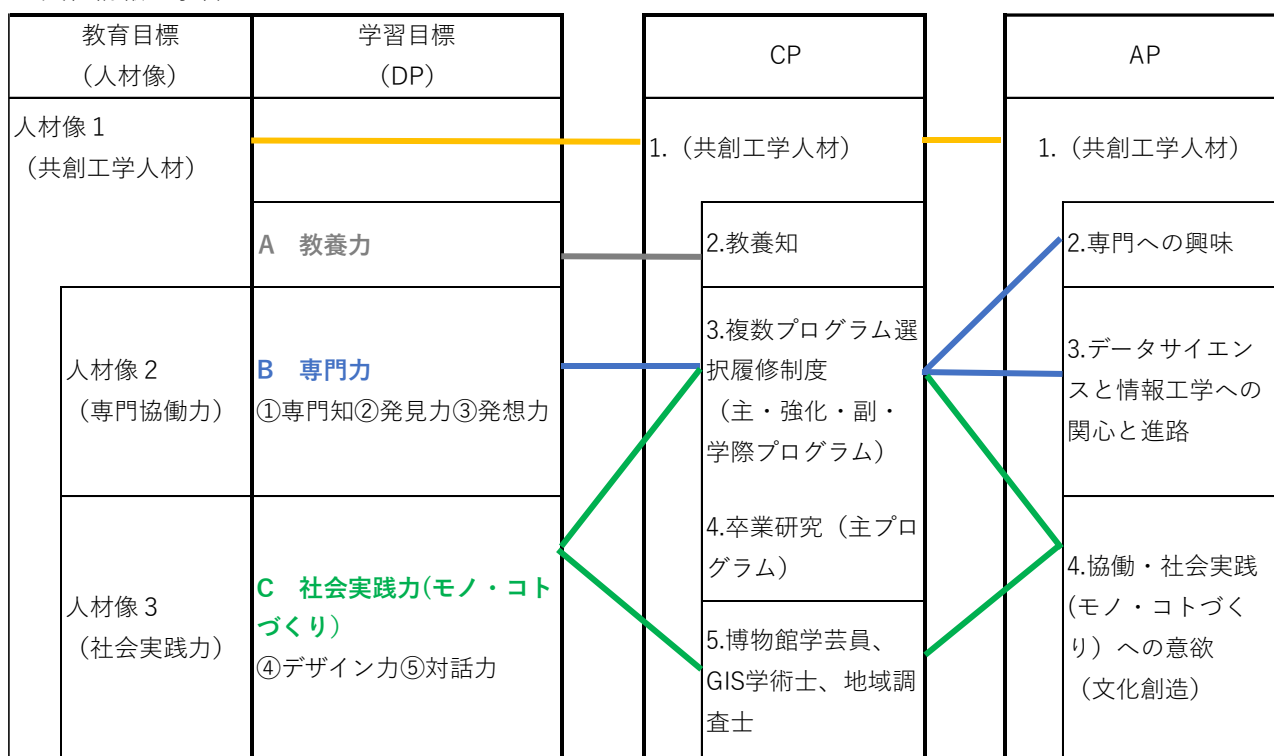 教育目標
（人材像）
学習目標
（DP）
CP
AP
人材像１
（共創工学人材）
1.（共創工学人材）
1.（共創工学人材）
A　教養力
2.教養知
2.専門への興味
人材像２
（専門協働力）
B　専門力
①専門知②発見力③発想力
3.複数プログラム選
択履修制度
（主・強化・副・
学際プログラム）
4.卒業研究（主プロ
グラム）
3.データサイエン
スと情報工学への
関心と進路
人材像３
（社会実践力）
C　社会実践力(モノ・コト
づくり）
④デザイン力⑤対話力
5.博物館学芸員、
GIS学術士、地域調
査士
4.協働・社会実践
(モノ・コトづく
り）への意欲
（文化創造）